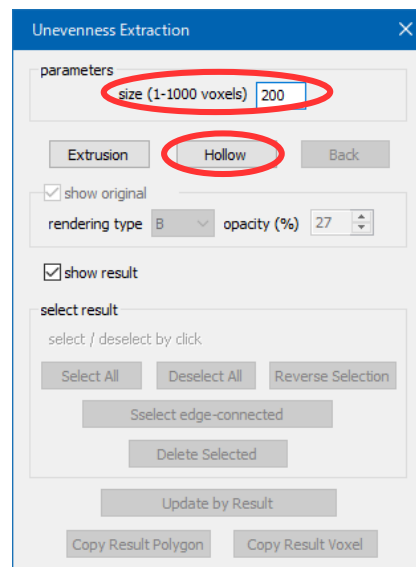 Unevenness Extraction
parameters
size (1-1000 voxels) 200
Extrusion Hollow Back
show original
rendering type B opacity (%) 27
show result
select result
select / deselect by click
Select All Deselect All Reverse Selection
Sselect edge-connected
Delete Selected
Update by Result
Copy Result Polygon Copy Result Voxel